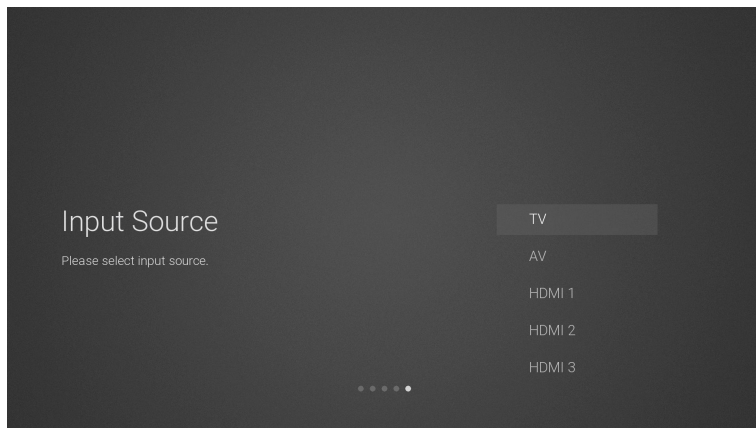 Input Source
Please select input source.
TV
AV
HDMI 1
HDMI 2
HDMI 3